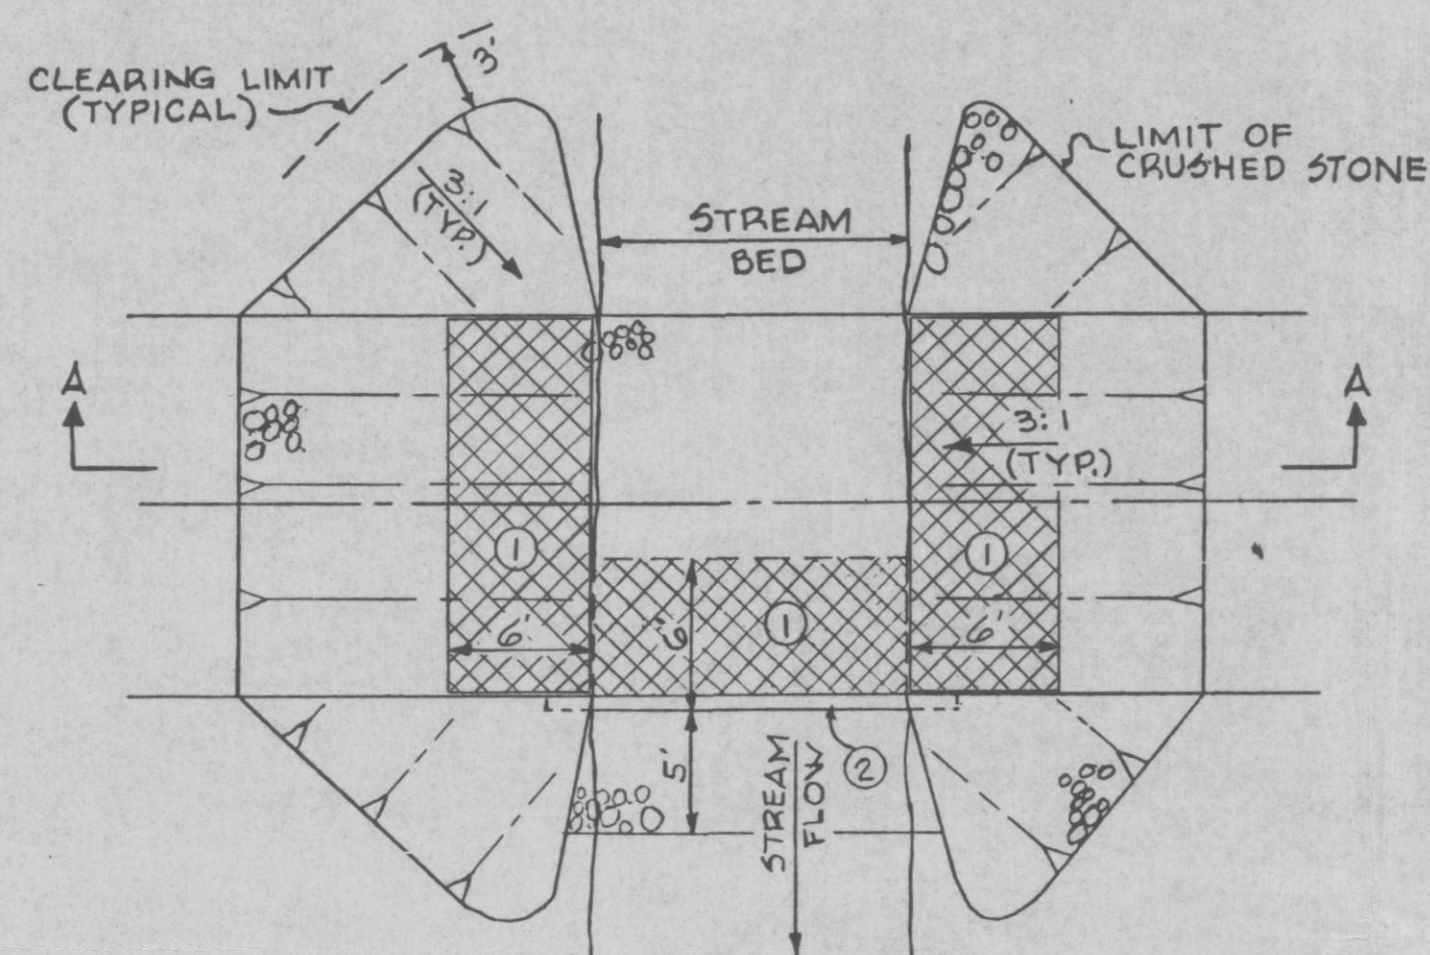 3'
CLEARING LIMIT
(TYPICAL)
LIMIT OF
CRUSHED STONE
3:1
(TYP.)
STREAM
BED
A
A
3:1
(TYP.)
1
1
1
6'
6'
6'
5'
2
STREAM
FLOW